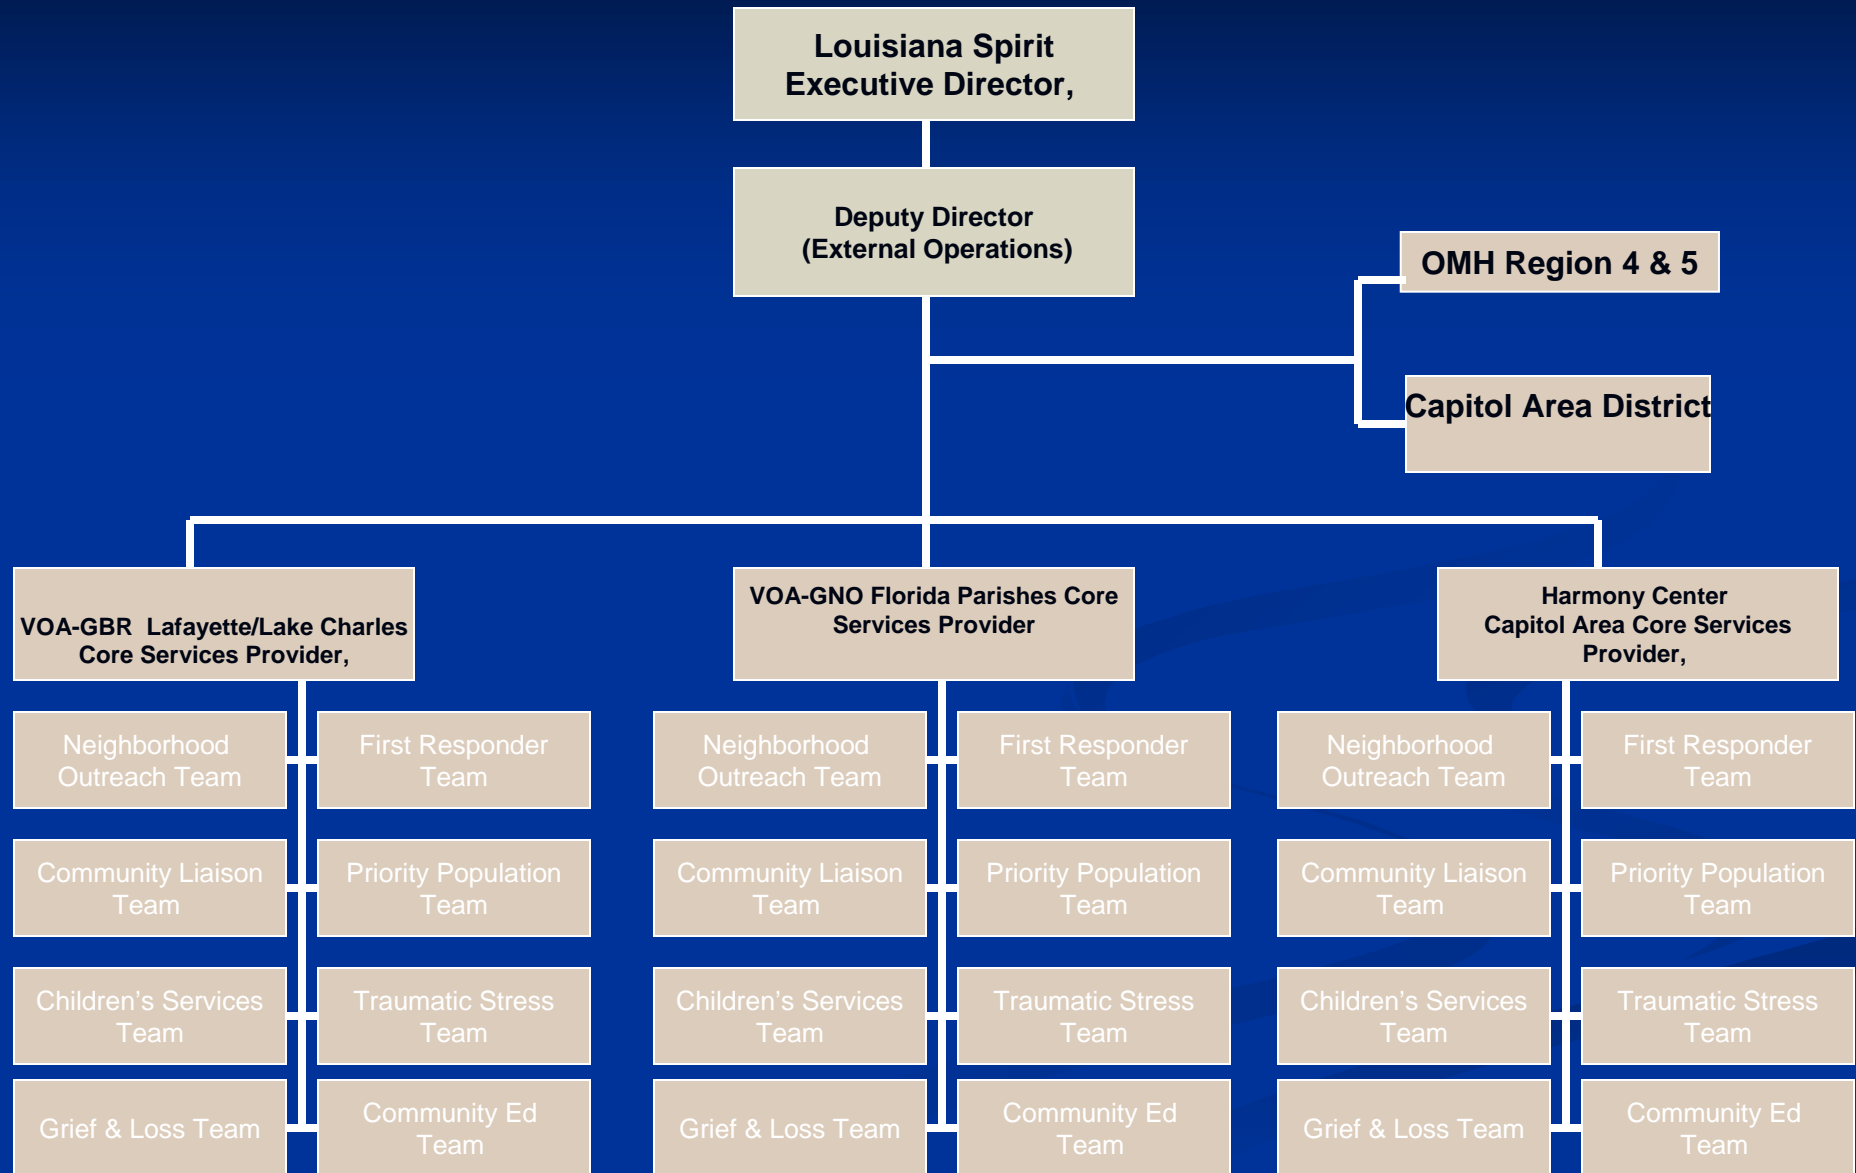 Louisiana Spirit
Executive Director,
Deputy Director
(External Operations)
OMH Region 4 & 5
Capitol Area District
VOA-GBR  Lafayette/Lake Charles
Core Services Provider,
VOA-GNO Florida Parishes Core
Services Provider
Harmony Center
Capitol Area Core Services
Provider,
Neighborhood
Outreach Team
First Responder
Team
Community Liaison
Team
Priority Population
Team
Children’s Services
Team
Traumatic Stress
Team
Grief & Loss Team
Community Ed
Team
Neighborhood
Outreach Team
First Responder
Team
Community Liaison
Team
Priority Population
Team
Children’s Services
Team
Traumatic Stress
Team
Grief & Loss Team
Community Ed
Team
Neighborhood
Outreach Team
First Responder
Team
Community Liaison
Team
Priority Population
Team
Children’s Services
Team
Traumatic Stress
Team
Grief & Loss Team
Community Ed
Team